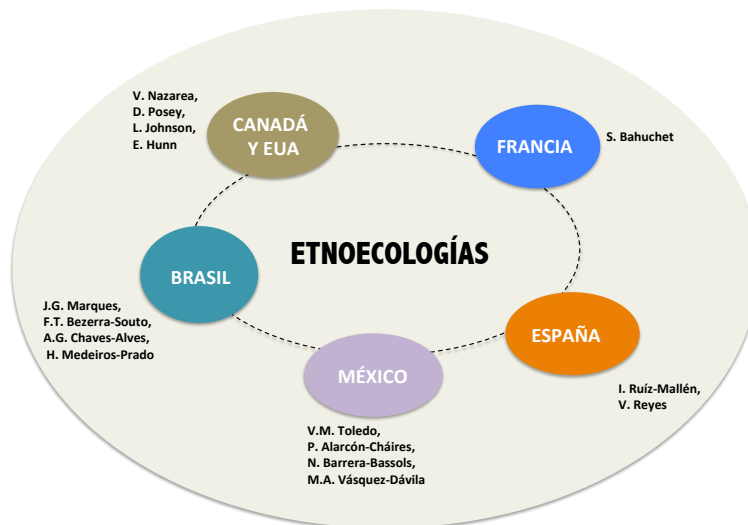 V. Nazarea,
D. Posey,
L. Johnson,
E. Hunn
CANADÁ
Y EUA
FRANCIA
S. Bahuchet
ETNOECOLOGÍAS
BRASIL
J.G. Marques,
F.T. Bezerra-Souto,
A.G. Chaves-Alves,
H. Medeiros-Prado
ESPAÑA
I. Ruíz-Mallén,
V. Reyes
MÉXICO
V.M. Toledo,
P. Alarcón-Cháires,
N. Barrera-Bassols,
M.A. Vásquez-Dávila